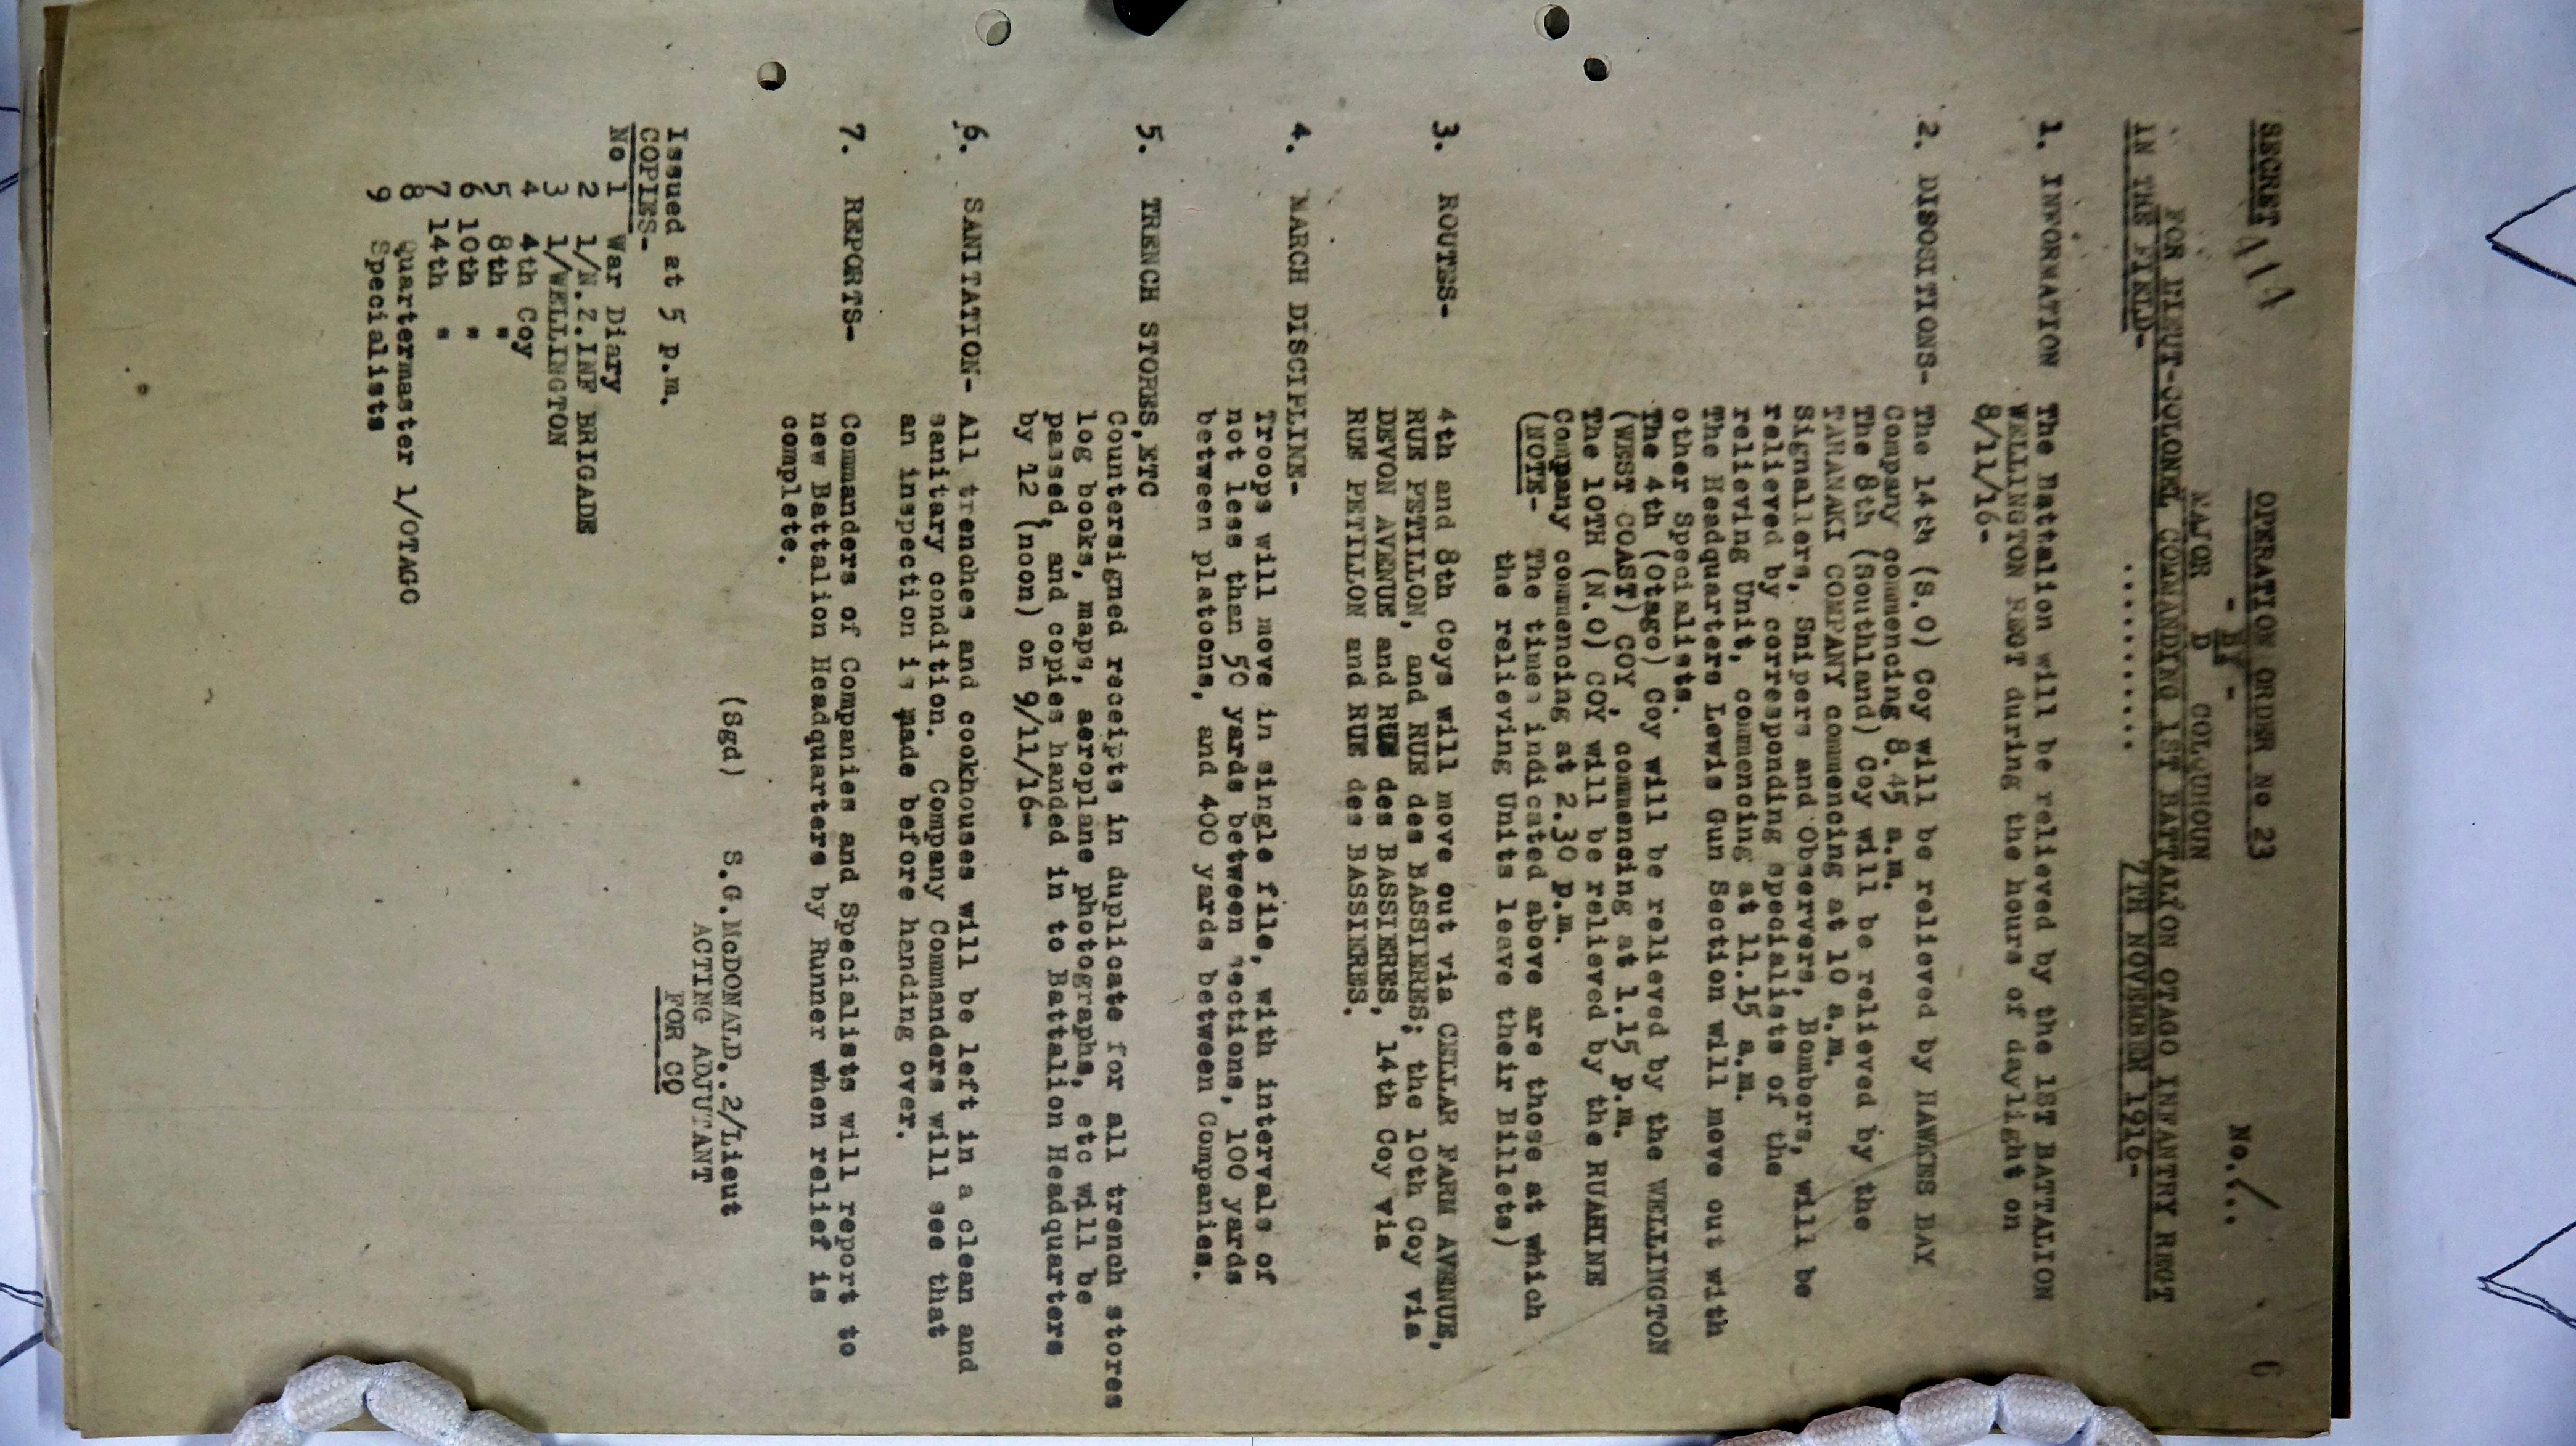 SECRET
OPERATION ORDER No 23
No../..
- BY -
MAJOR D COLQUHOUN
FOR LIEUT-COLONEL COMMANDING 1ST BATTALION OTAGO INFANTRY REGT
IN THE FIELD- 7TH NOVEMBER 1916-
...........
1. INFORMATION The Battalion will be relieved by the 1ST BATTALION
WELLINGTON REGT during the hours of daylight on
8/11/16-
2. DISOSITIONS- The 14th (S.O) Coy will be relieved by HAWKES BAY
Company commencing 8.45 a.m.
The 8th (Southland) Coy will be relieved by the
TARANAKI COMPANY commencing at 10 a.m.
Signallers, Snipers and Observers, Bombers, will be
relieved by corresponding specialists of the
relieving Unit, commencing at 11.15 a.m.
The Headquarters Lewis Gun Section will move out with
other Specialists.
The 4th (Otago) Coy will be relieved by the WELLINGTON
(WEST COAST) COY, commencing at 1.15 p.m.
The 10TH (N.O) COY will be relieved by the RUAHINE
Company commencing at 2.30 p.m.
(NOTE- The times indicated above are those at which
the relieving Units leave their Billets)
3. ROUTES- 4th and 8th Coys will move out via CELLAR FARM AVENUE,
RUE PETILLON, and RUE des BASSIERES; the 10th Coy via
DEVON AVENUE and RUE des BASSIERES, 14th Coy via
RUE PETILLON and RUE des BASSIERES.
4. MARCH DISCIPLINE-
Troops will move in single file, with intervals of
not less than 50 yards between sections, 100 yards
between platoons, and 400 yards between Companies.
5. TRENCH STORES,ETC
Countersigned receipts in duplicate for all trench stores
log books, maps, aeroplane photographs, etc will be
passed, and copies handed in to Battalion Headquarters
by 12 (noon) on 9/11/16-
6. SANITATION- All trenches and cookhouses will be left in a clean and
sanitary condition. Company Commanders will see that
an inspection is made before handing over.
7. REPORTS- Commanders of Companies and Specialists will report to
new Battalion Headquarters by Runner when relief is
complete.
(Sgd) S.G.McDONALD..2/Lieut
ACTING ADJUTANT
FOR CO
Issued at 5 p.m.
COPIES-
No 1 War Diary
2 1/N.Z.INF BRIGADE
3 1/WELLINGTON
4 4th Coy
5 8th "
6 10th "
7 14th "
8 Quartermaster 1/OTAGO
9 Specialists